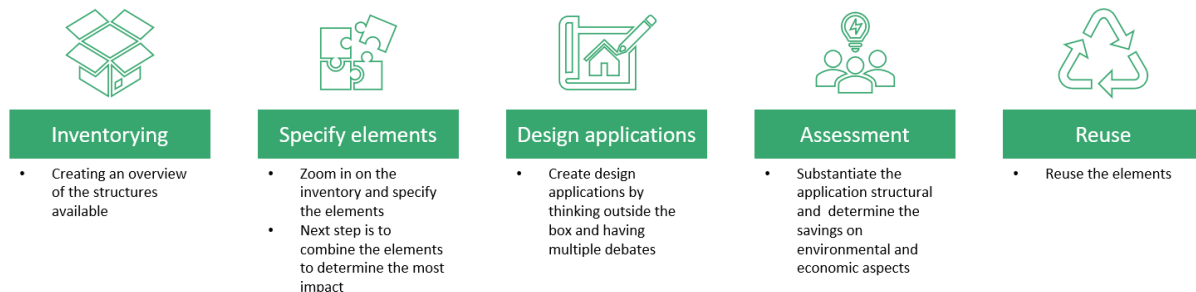 Inventorying
• Creating an overview
of the structures
available
Specify elements
• Zoom in on the
inventory and specify
the elements
• Next step is to
combine the elements
to determine the most
impact
Design applications
• Create design
applications by
thinking outside the
box and having
multiple debates
Assessment
• Substantiate the
application structural
and  determine the
savings on
environmental and
economic aspects
Reuse
• Reuse the elements